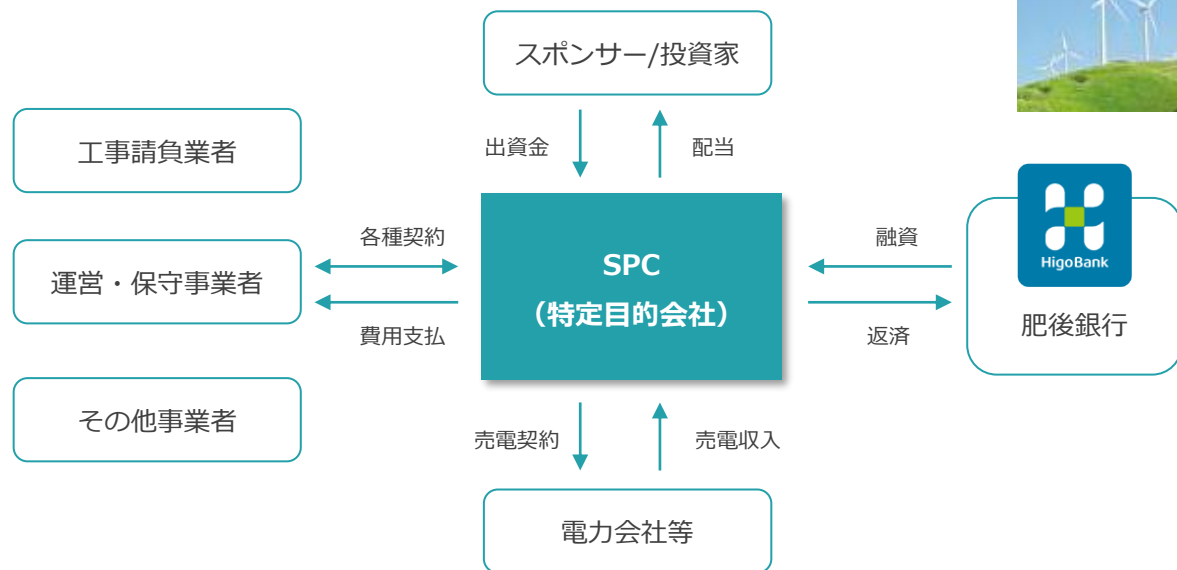 スポンサー/投資家
出資金
配当
工事請負業者
運営・保守事業者
その他事業者
各種契約
費用支払
SPC
（特定目的会社）
融資
返済
HigoBank
肥後銀行
売電契約
売電収入
電力会社等